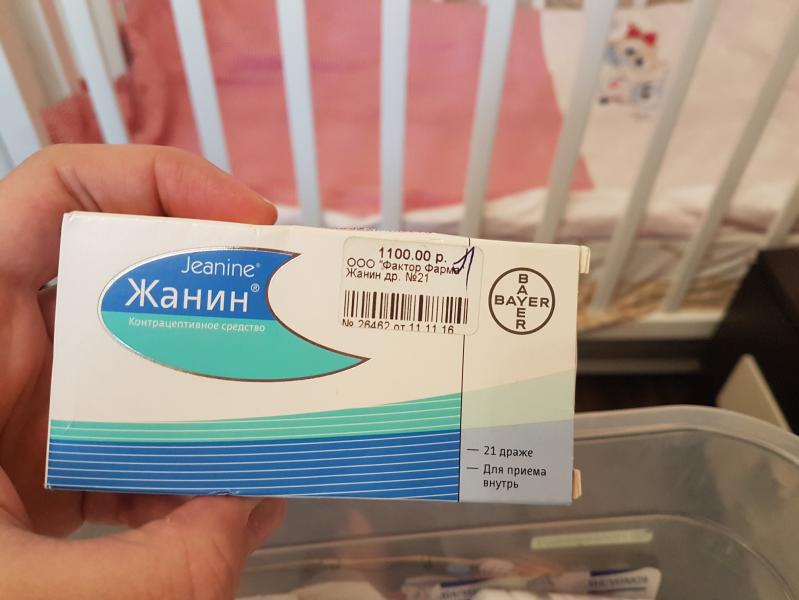 Jeanine®
Жанин®
Контрацептивное средство
1100.00 р.
ООО "Фактор Фарма"
Жанин др. №21
№ 26462 от 11.11.16
BAYER
BAYER
— 21 драже
— Для приема
внутрь